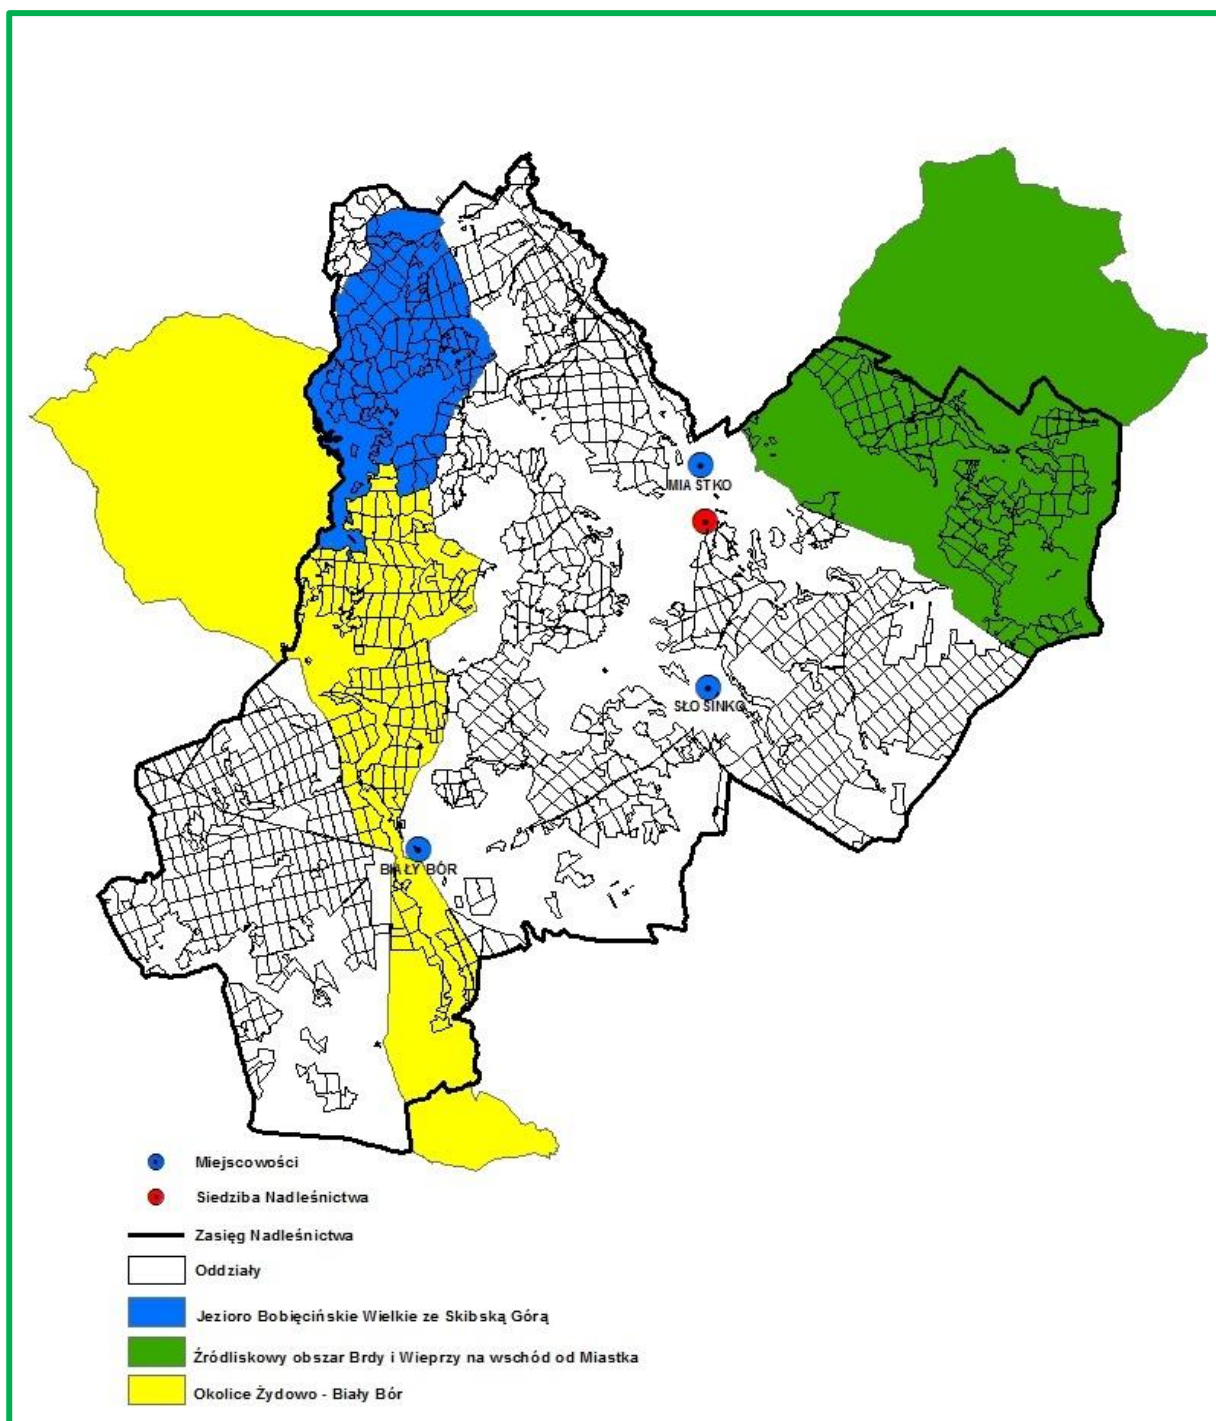 MIASTKO
SŁOSINKO
BIAŁY BÓR
Miejscowości
Siedziba Nadleśnictwa
Zasięg Nadleśnictwa
Oddziały
Jezioro Bobięcińskie Wielkie ze Skibską Górą
Źródliskowy obszar Brdy i Wieprzy na wschód od Miastka
Okolice Żydowo - Biały Bór